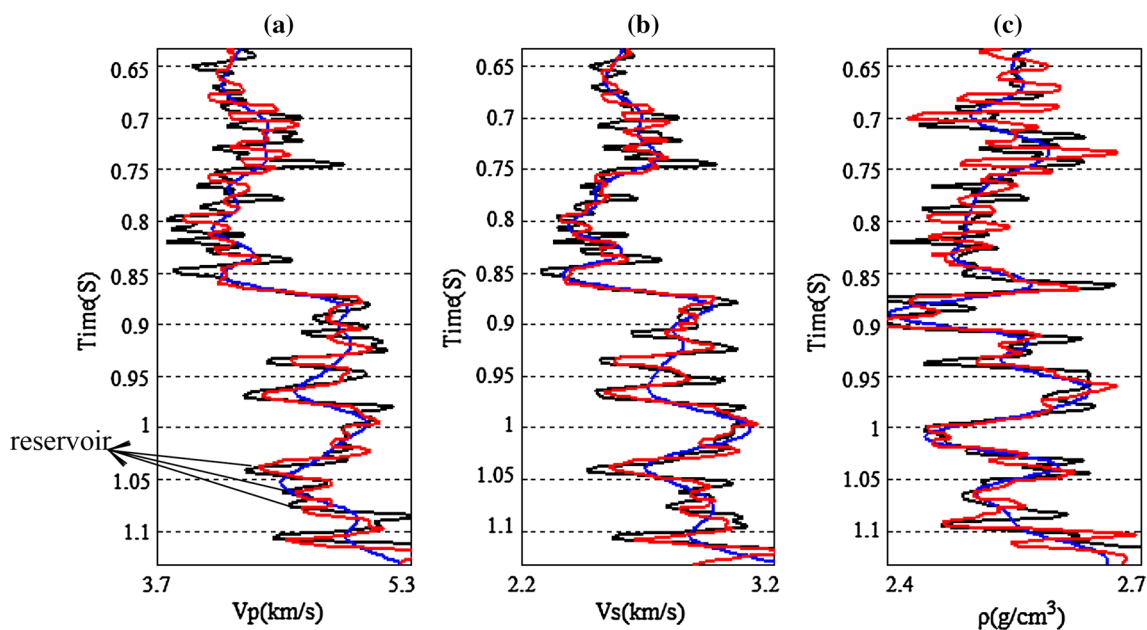 (a) (b) (c)
0.65 0.65 0.65
0.7 0.7 0.7
0.75 0.75 0.75
0.8 0.8 0.8
0.85 0.85 0.85
Time(S) Time(S) Time(S)
0.9 0.9 0.9
0.95 0.95 0.95
1 1 1
reservoir
1.05 1.05 1.05
1.1 1.1 1.1
3.7 5.3 2.2 3.2 2.4 2.7
Vp(km/s) Vs(km/s) ρ(g/cm³)